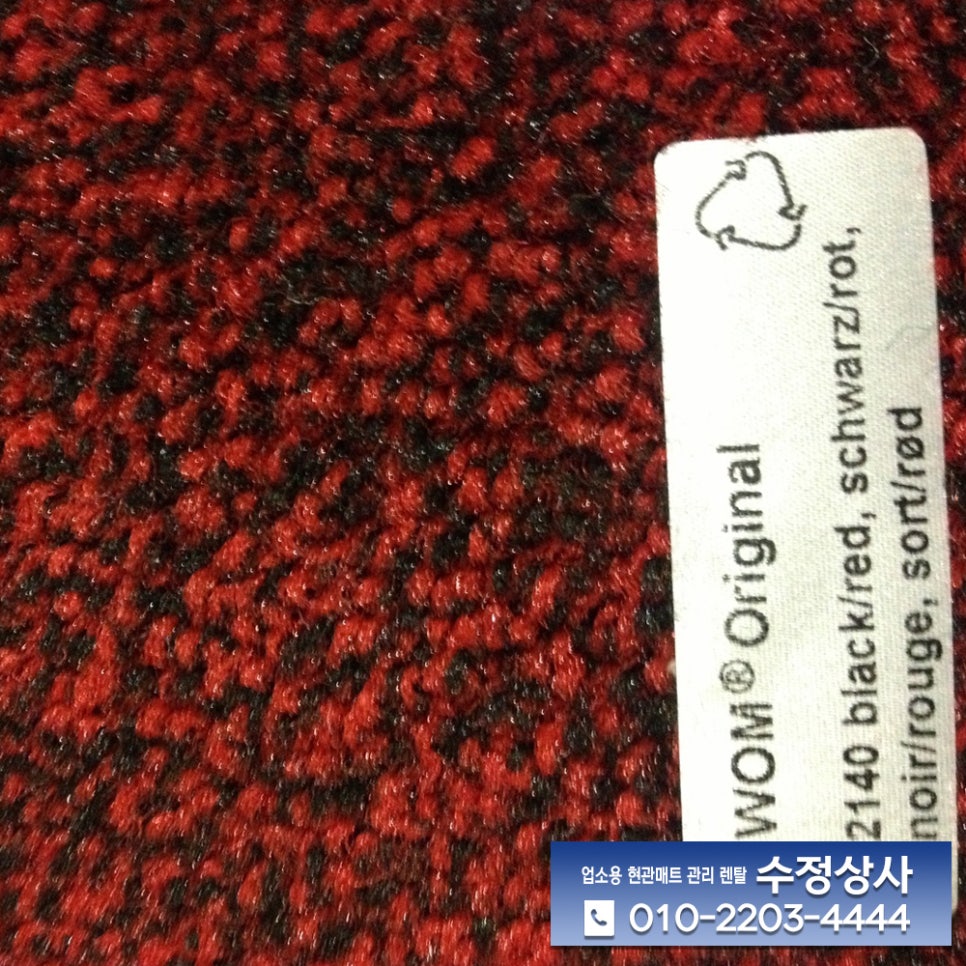 WOM® Original
2140 black/red, schwarz/rot,
noir/rouge, sort/rød
업소용 현관매트 관리 렌탈 수정상사
010-2203-4444